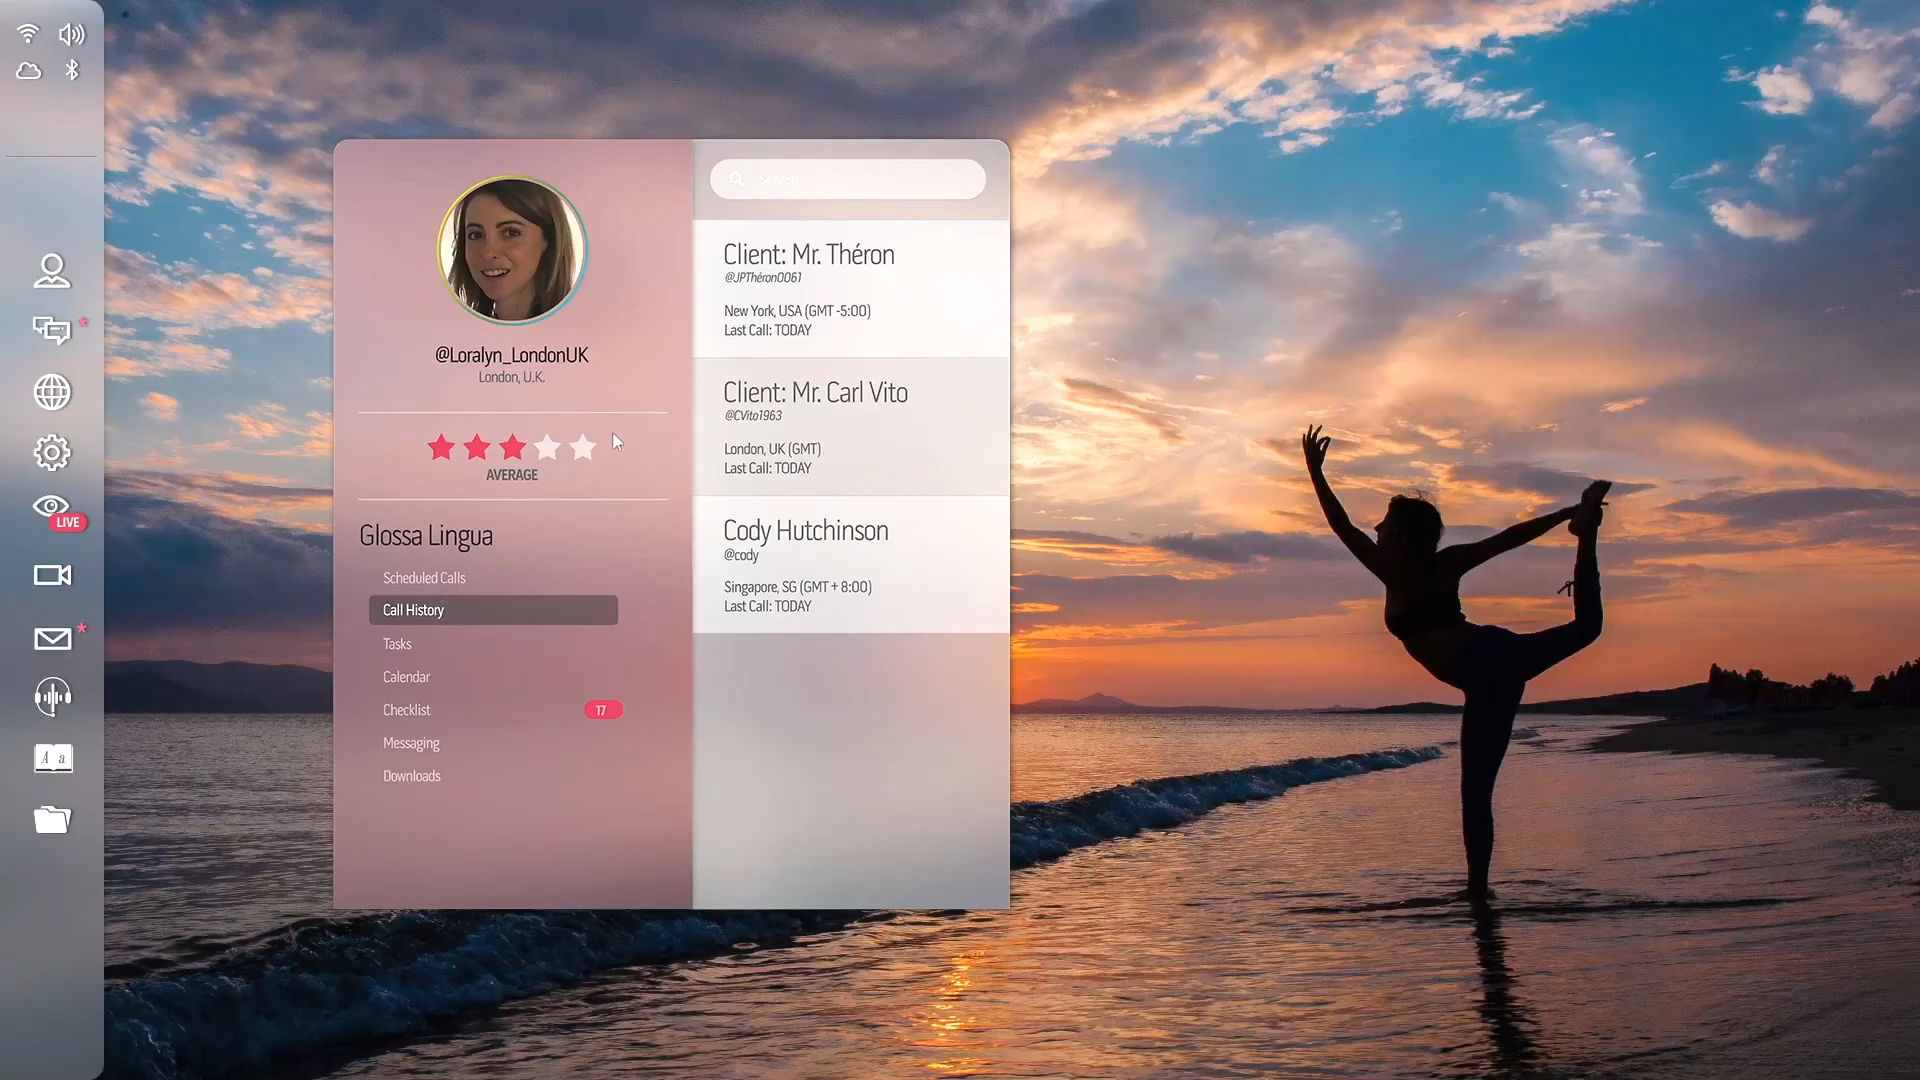 @Loralyn_LondonUK
London, U.K.
AVERAGE
Glossa Lingua
Scheduled Calls
Call History
Tasks
Calendar
Checklist 17
Messaging
Downloads
Search
Client: Mr. Théron
@JPThéron0061
New York, USA (GMT -5:00)
Last Call: TODAY
Client: Mr. Carl Vito
@CVito1963
London, UK (GMT)
Last Call: TODAY
Cody Hutchinson
@cody
Singapore, SG (GMT + 8:00)
Last Call: TODAY
LIVE
A a